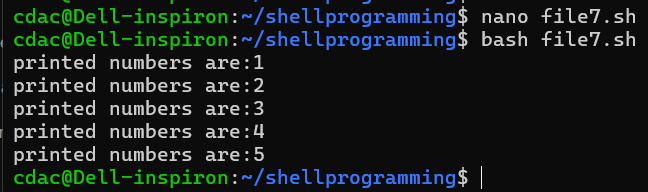 cdac@Dell-inspiron:~/shellprogramming$ nano file7.sh
cdac@Dell-inspiron:~/shellprogramming$ bash file7.sh
printed numbers are:1
printed numbers are:2
printed numbers are:3
printed numbers are:4
printed numbers are:5
cdac@Dell-inspiron:~/shellprogramming$